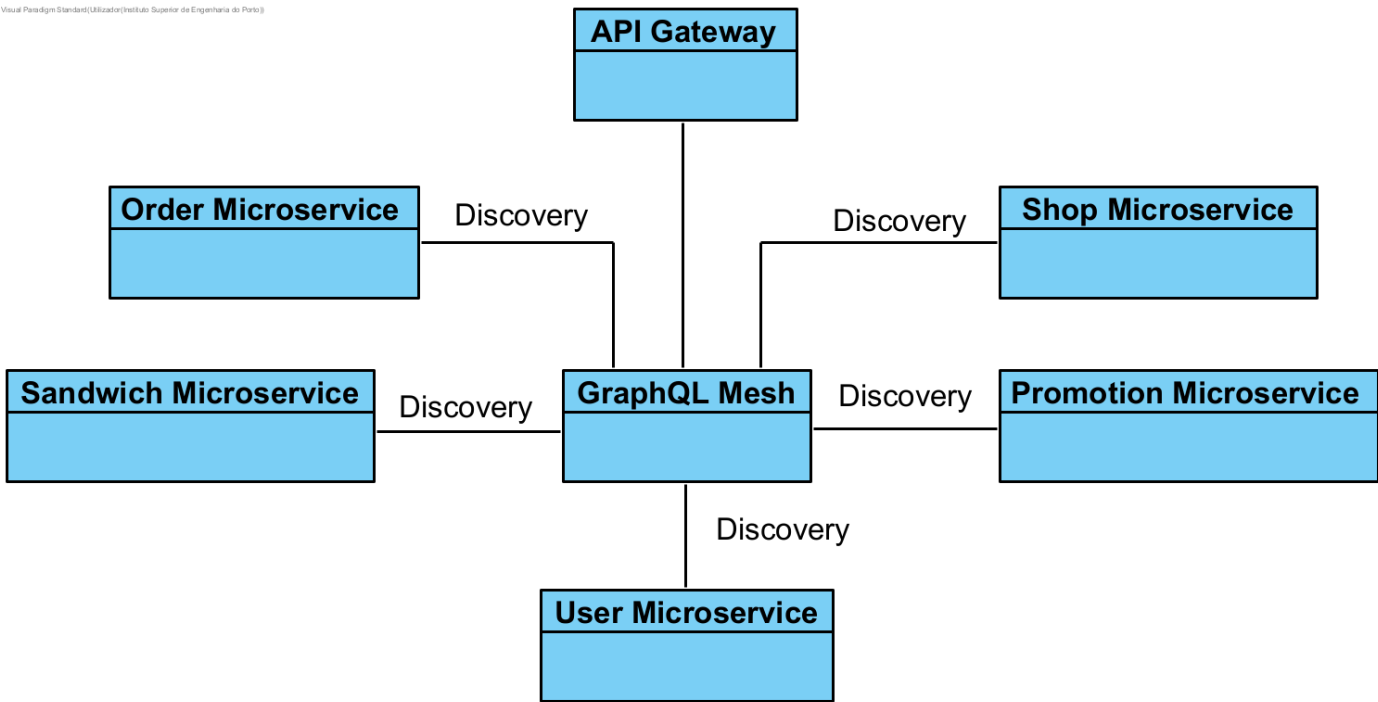 Visual Paradigm Standard(Utilizador(Instituto Superior de Engenharia do Porto))
API Gateway
Order Microservice
Discovery
Discovery
Shop Microservice
Sandwich Microservice
Discovery
GraphQL Mesh
Discovery
Promotion Microservice
Discovery
User Microservice